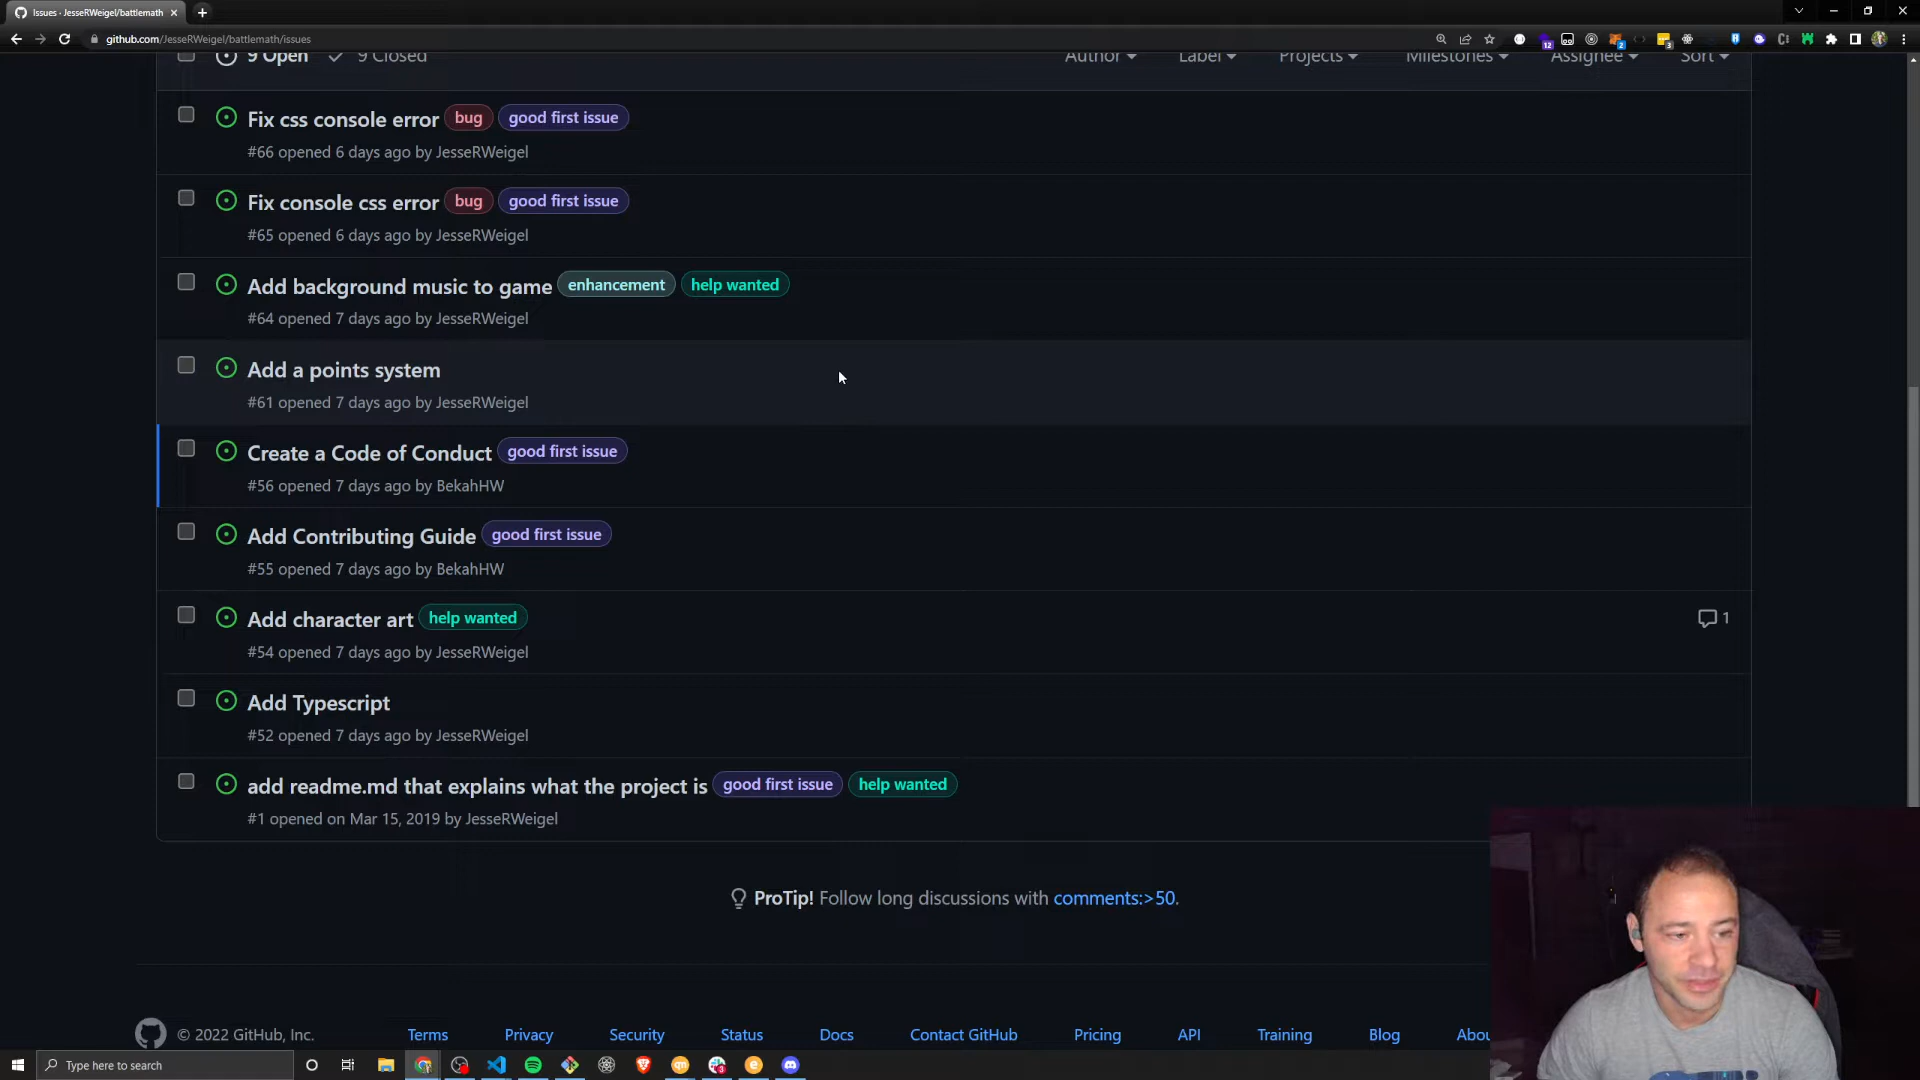 Issues · JesseRWeigel/battlemath
github.com/JesseRWeigel/battlemath/issues
9 Open 9 Closed Author Label Projects Milestones Assignee Sort
Fix css console error bug good first issue
#66 opened 6 days ago by JesseRWeigel
Fix console css error bug good first issue
#65 opened 6 days ago by JesseRWeigel
Add background music to game enhancement help wanted
#64 opened 7 days ago by JesseRWeigel
Add a points system
#61 opened 7 days ago by JesseRWeigel
Create a Code of Conduct good first issue
#56 opened 7 days ago by BekahHW
Add Contributing Guide good first issue
#55 opened 7 days ago by BekahHW
Add character art help wanted 1
#54 opened 7 days ago by JesseRWeigel
Add Typescript
#52 opened 7 days ago by JesseRWeigel
add readme.md that explains what the project is good first issue help wanted
#1 opened on Mar 15, 2019 by JesseRWeigel
ProTip! Follow long discussions with comments:>50.
© 2022 GitHub, Inc. Terms Privacy Security Status Docs Contact GitHub Pricing API Training Blog Abou
Type here to search